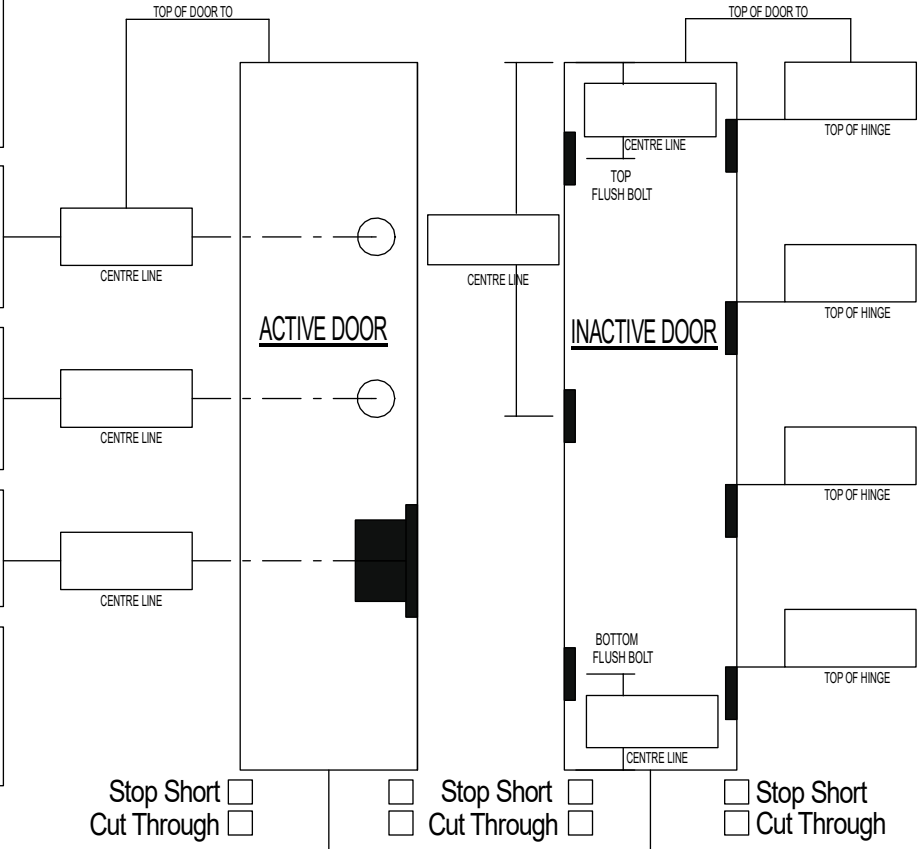 TOP OF DOOR TO
TOP OF DOOR TO
CENTRE LINE
TOP OF HINGE
TOP
FLUSH BOLT
CENTRE LINE
CENTRE LINE
TOP OF HINGE
ACTIVE DOOR
INACTIVE DOOR
CENTRE LINE
TOP OF HINGE
CENTRE LINE
BOTTOM
FLUSH BOLT
TOP OF HINGE
CENTRE LINE
Stop Short
Stop Short
Stop Short
Cut Through
Cut Through
Cut Through